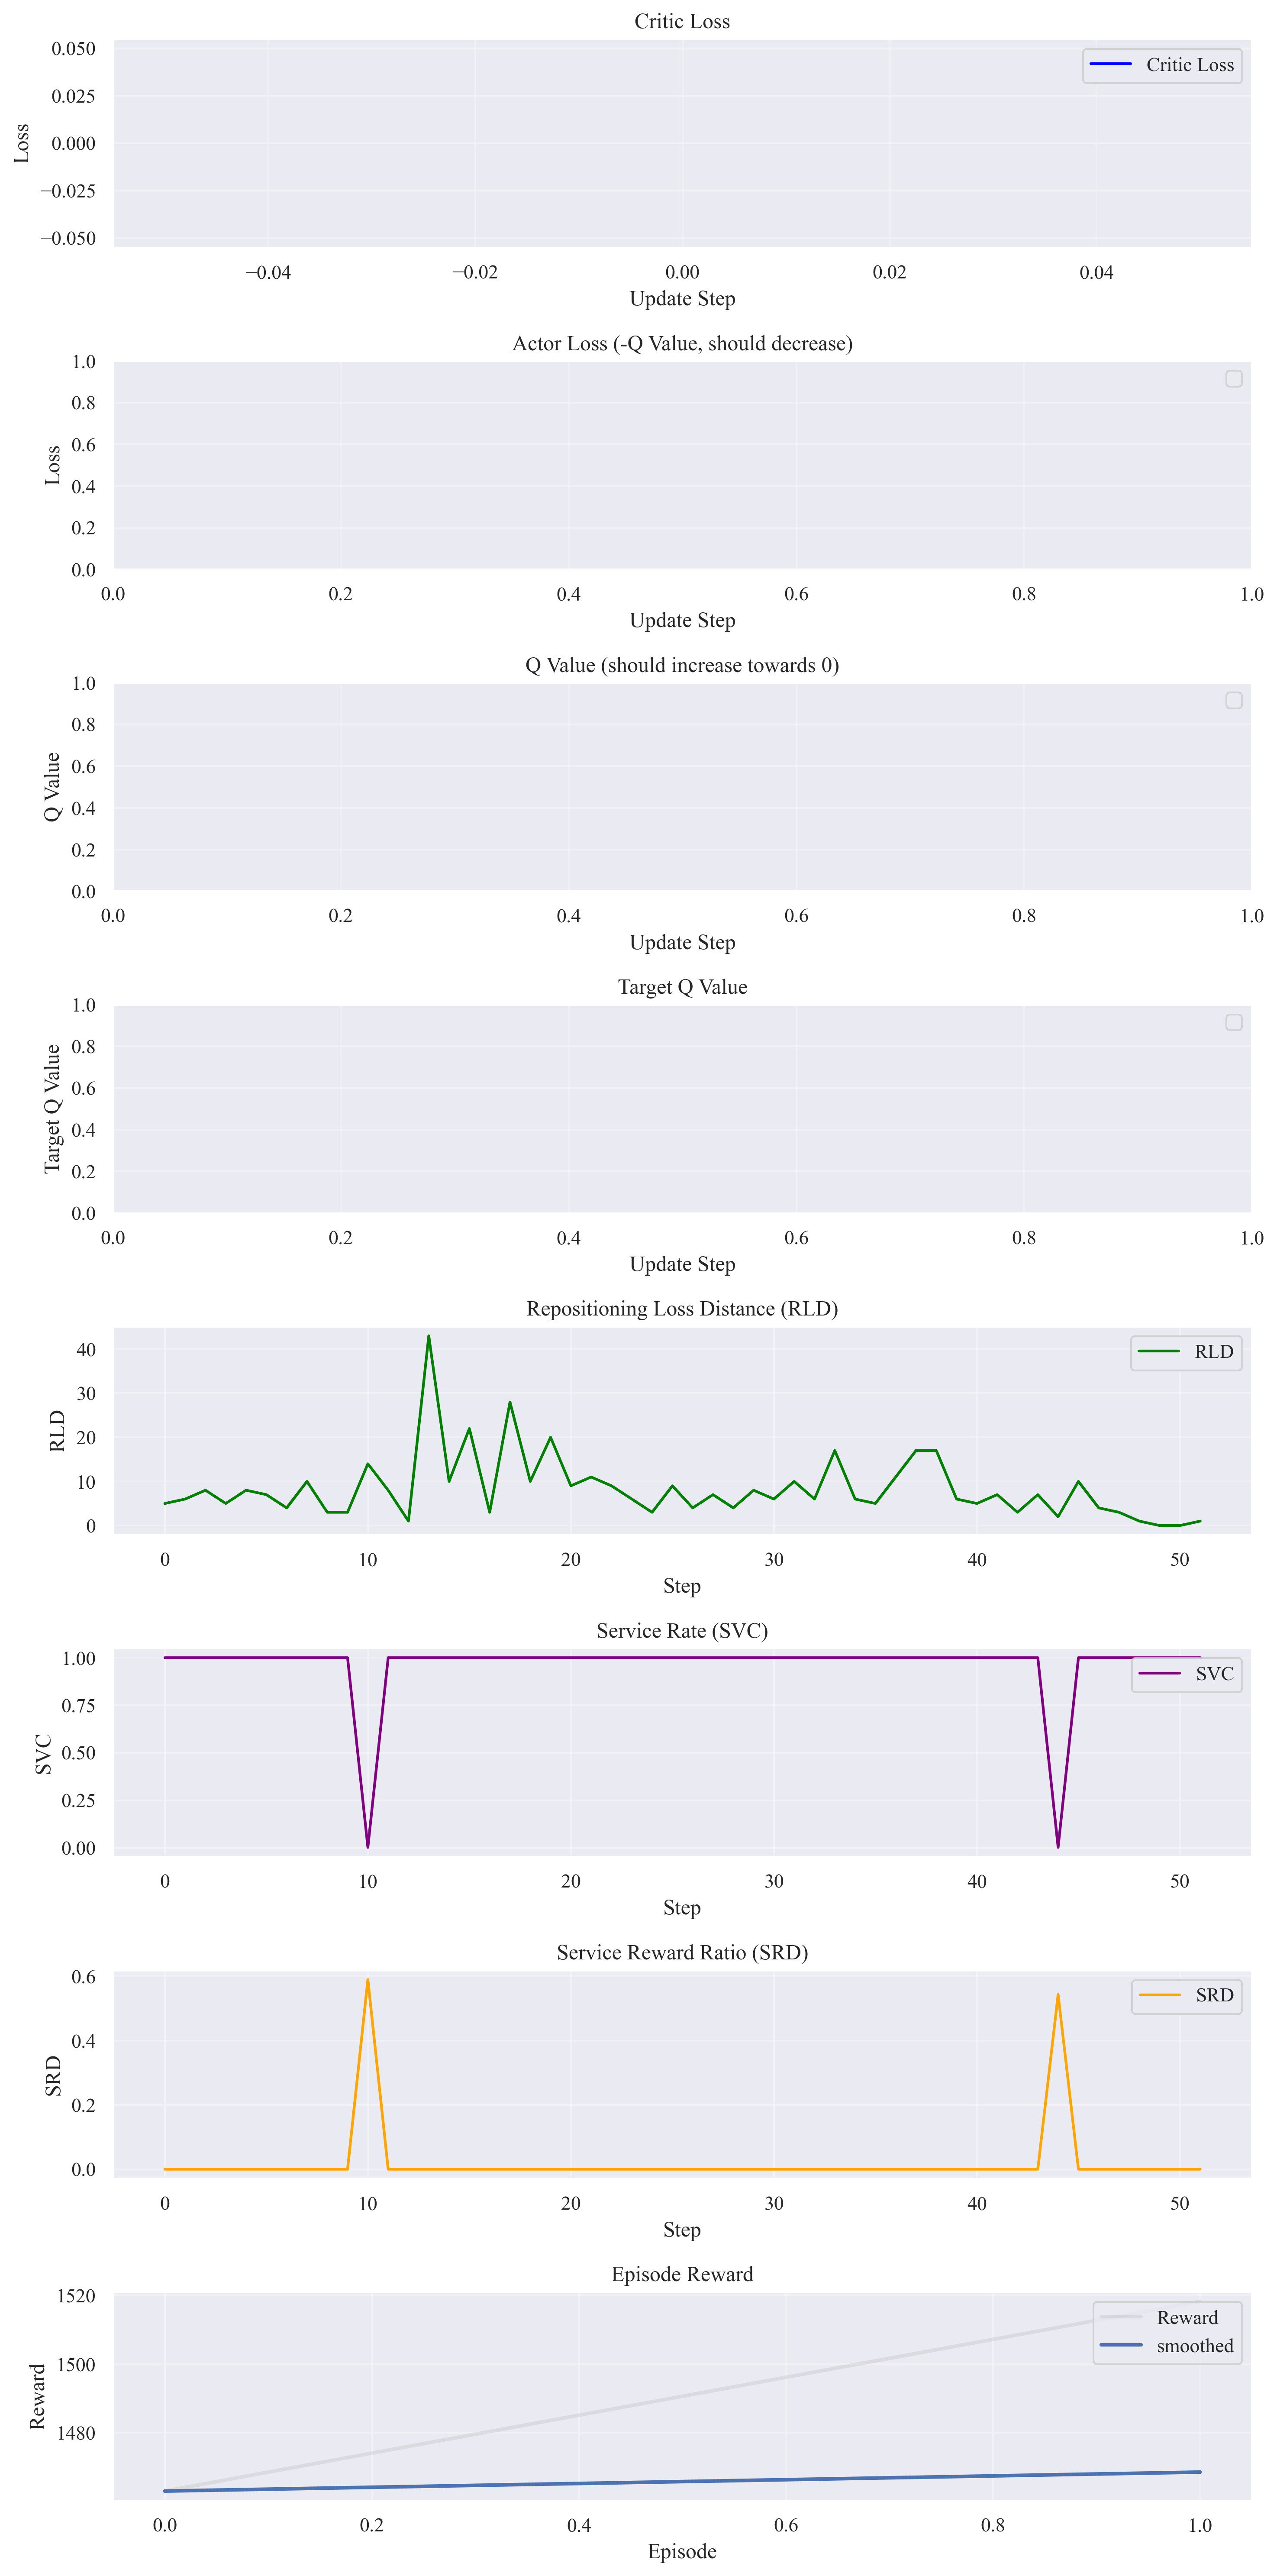 Critic Loss
0.050
0.025
0.000
−0.025
−0.050
Loss
Critic Loss
−0.04 −0.02 0.00 0.02 0.04
Update Step
Actor Loss (-Q Value, should decrease)
1.0
0.8
0.6
0.4
0.2
0.0
Loss
0.0 0.2 0.4 0.6 0.8 1.0
Update Step
Q Value (should increase towards 0)
1.0
0.8
0.6
0.4
0.2
0.0
Q Value
0.0 0.2 0.4 0.6 0.8 1.0
Update Step
Target Q Value
1.0
0.8
0.6
0.4
0.2
0.0
Target Q Value
0.0 0.2 0.4 0.6 0.8 1.0
Update Step
Repositioning Loss Distance (RLD)
40
30
20
10
0
RLD
RLD
0 10 20 30 40 50
Step
Service Rate (SVC)
1.00
0.75
0.50
0.25
0.00
SVC
SVC
0 10 20 30 40 50
Step
Service Reward Ratio (SRD)
0.6
0.4
0.2
0.0
SRD
SRD
0 10 20 30 40 50
Step
Episode Reward
1520
1500
1480
Reward
Reward
smoothed
0.0 0.2 0.4 0.6 0.8 1.0
Episode